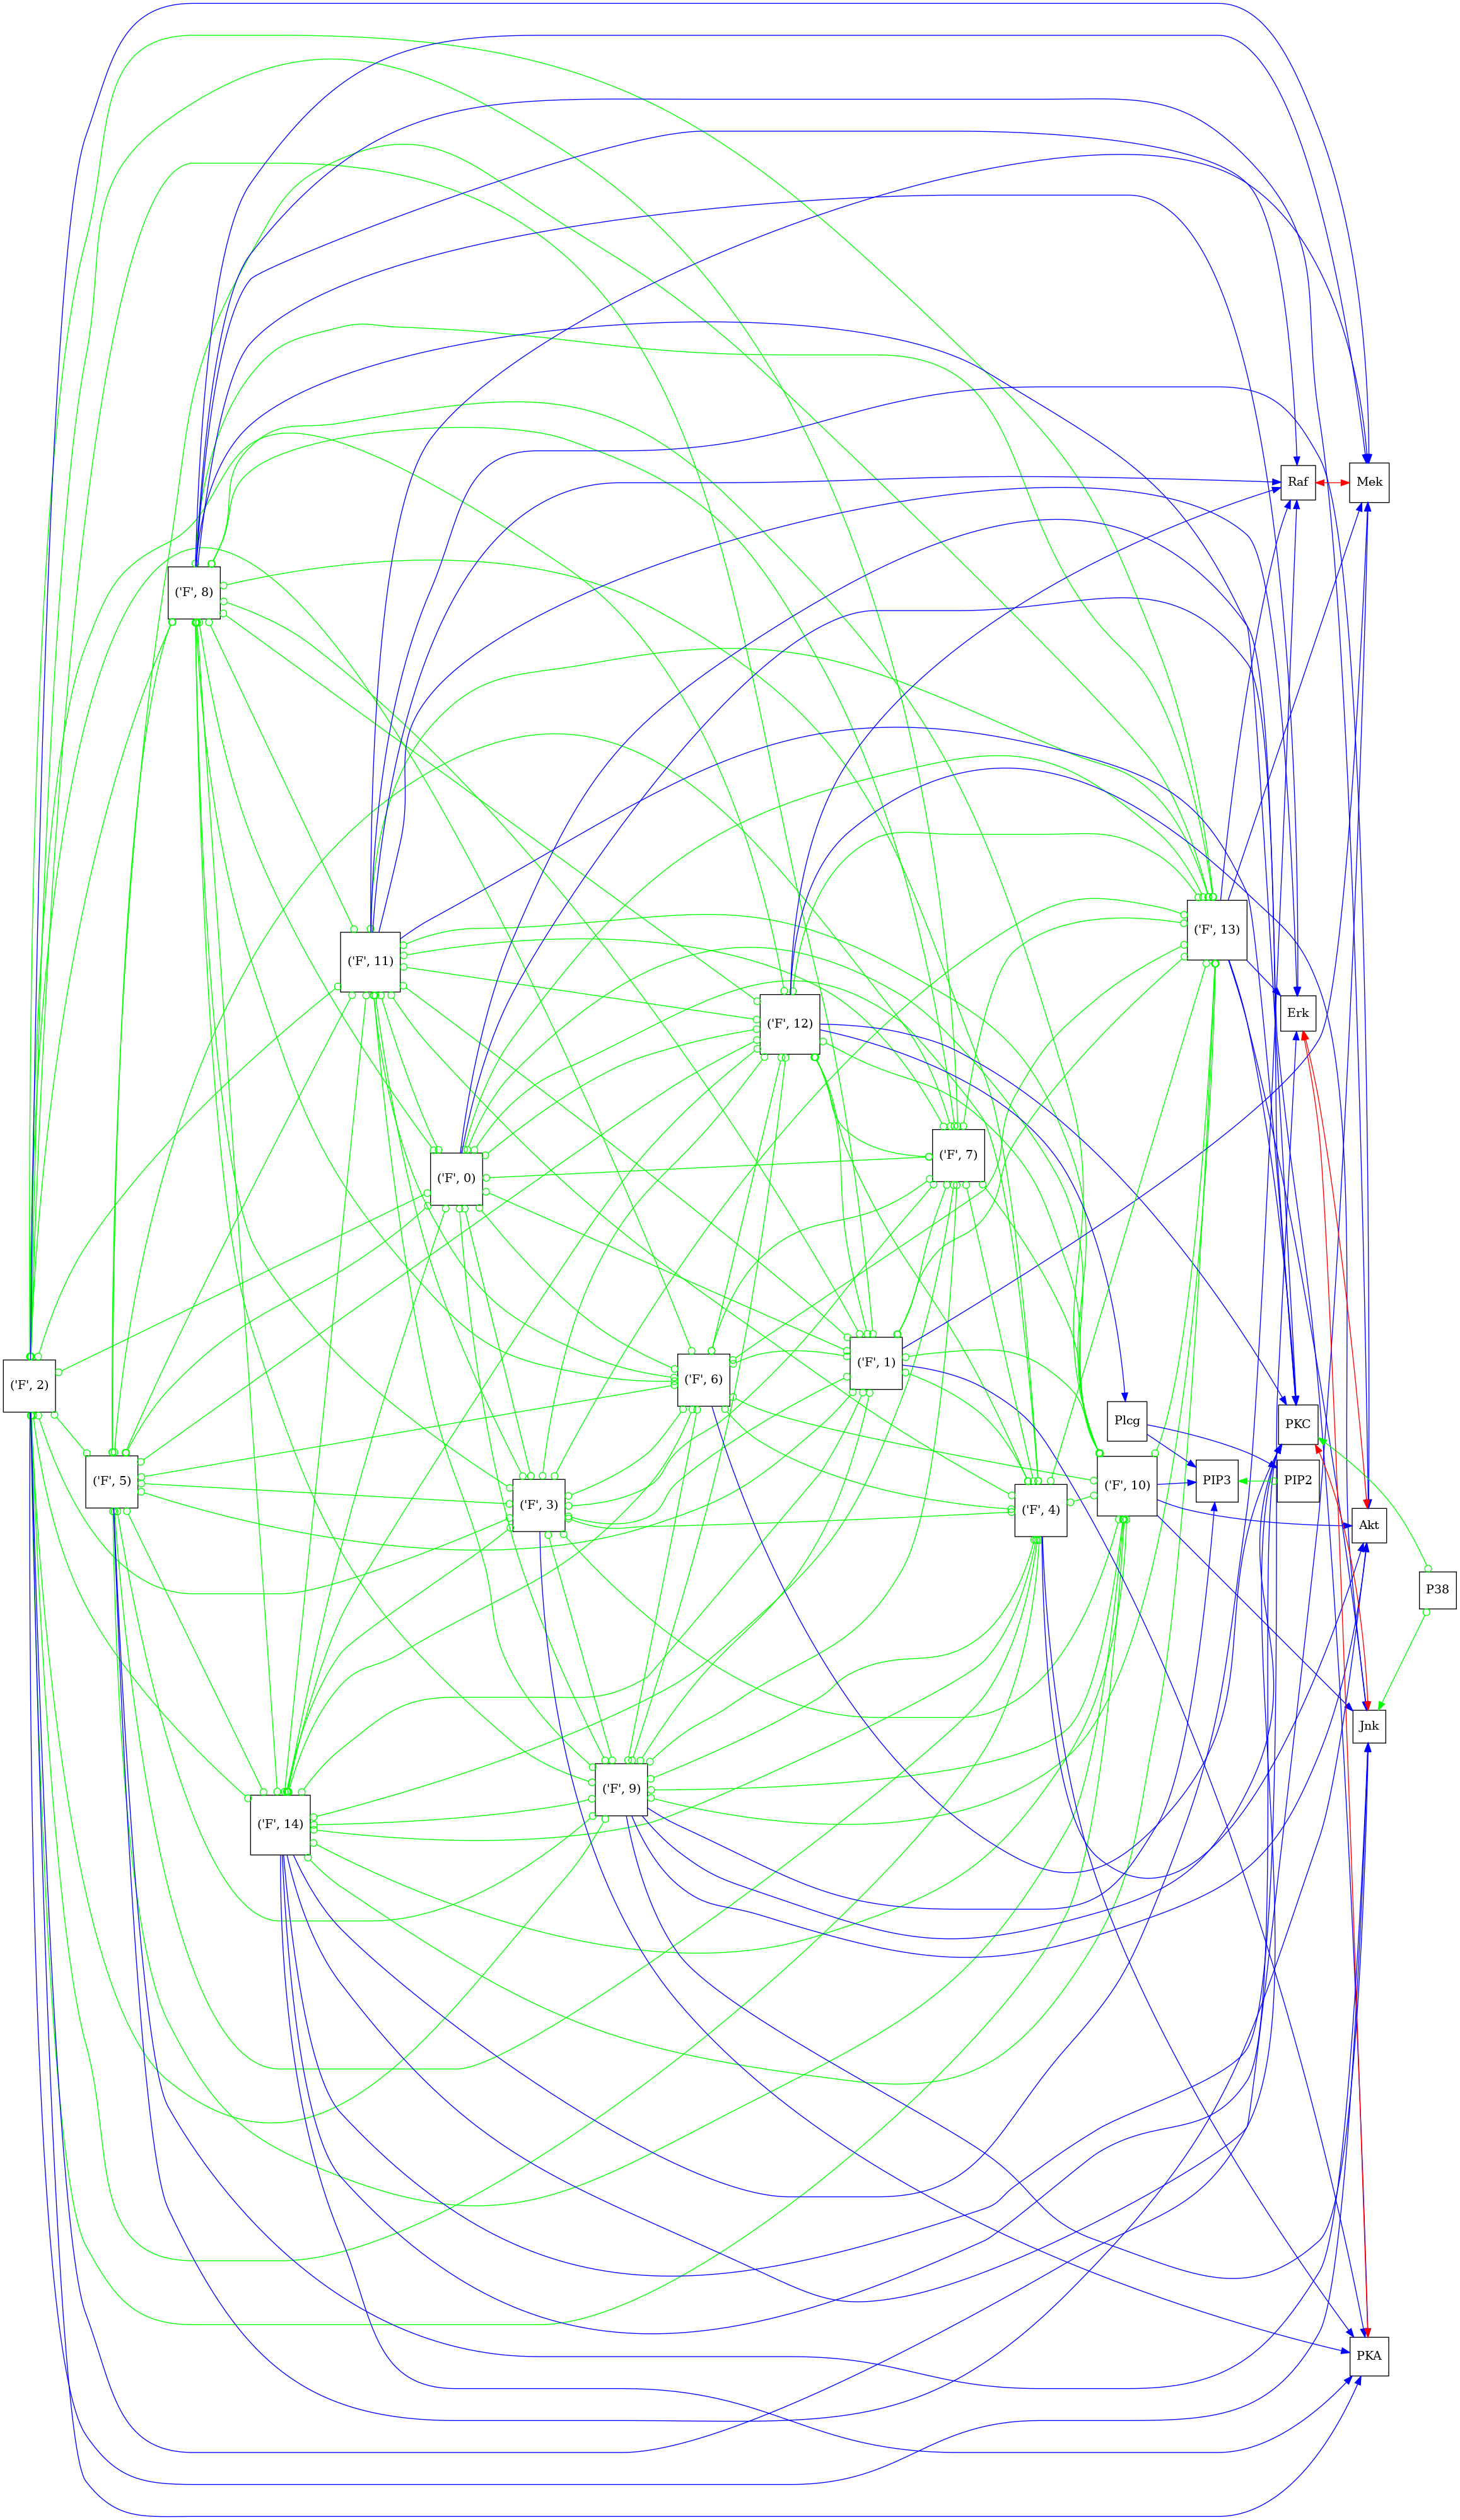 Raf
Mek
('F', 8)
('F', 13)
('F', 11)
Erk
('F', 12)
('F', 7)
('F', 0)
('F', 1)
('F', 6)
('F', 2)
Plcg
PKC
('F', 5)
PIP3
PIP2
('F', 10)
('F', 3)
('F', 4)
Akt
P38
Jnk
('F', 9)
('F', 14)
PKA